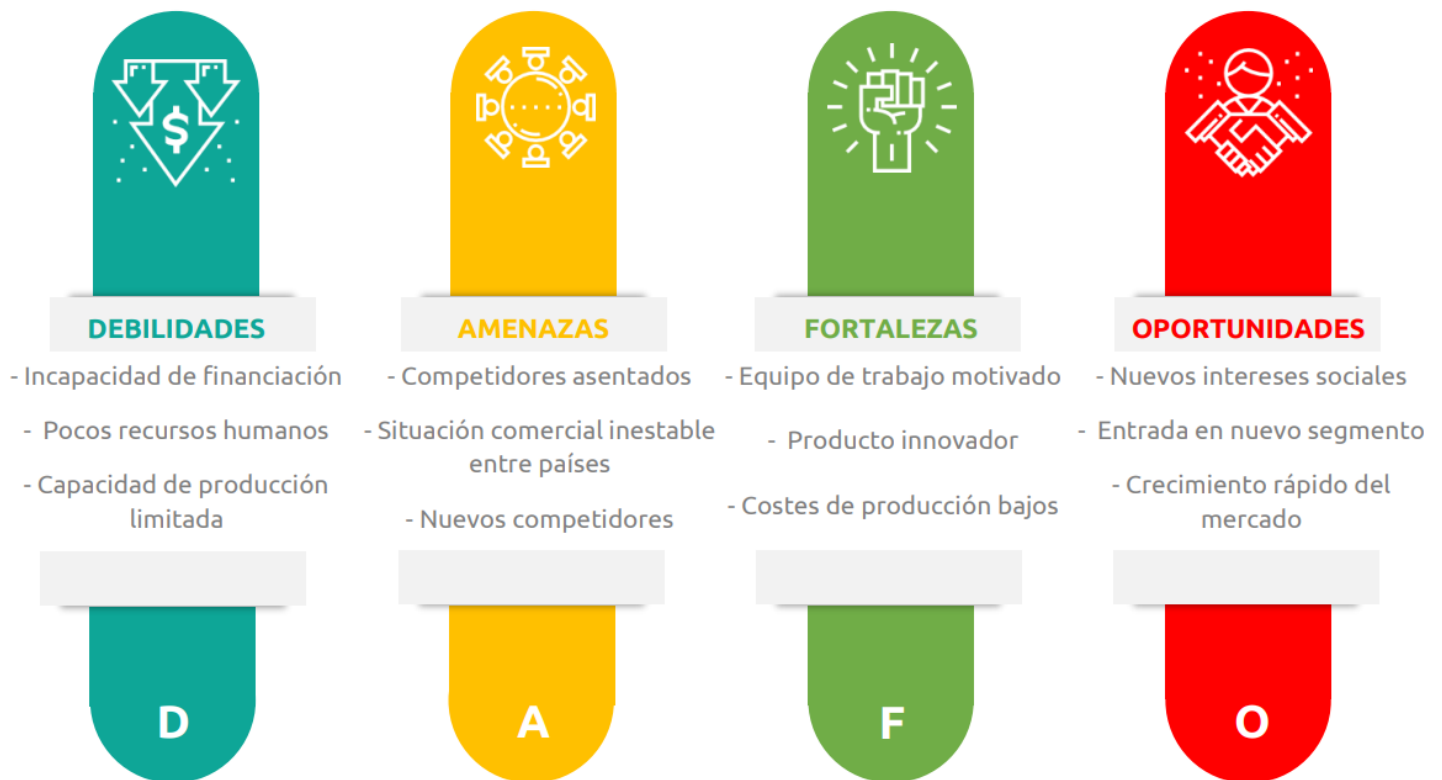 $
DEBILIDADES
- Incapacidad de financiación
- Pocos recursos humanos
- Capacidad de producción
limitada
D
AMENAZAS
- Competidores asentados
- Situación comercial inestable
entre países
- Nuevos competidores
A
FORTALEZAS
- Equipo de trabajo motivado
- Producto innovador
- Costes de producción bajos
F
OPORTUNIDADES
- Nuevos intereses sociales
- Entrada en nuevo segmento
- Crecimiento rápido del
mercado
O